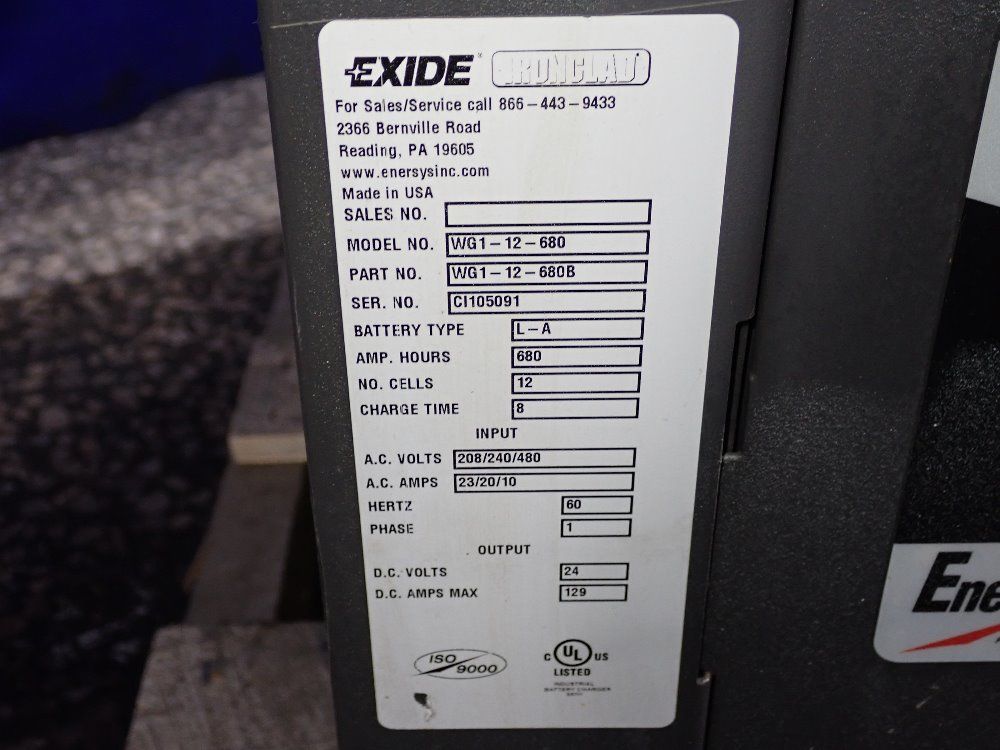 EXIDE IRONCLAD
For Sales/Service call 866-443-9433
2366 Bernville Road
Reading, PA 19605
www.enersysinc.com
Made in USA
SALES NO.
MODEL NO. WG1-12-680
PART NO. WG1-12-680B
SER. NO. CI105091
BATTERY TYPE L-A
AMP. HOURS 680
NO. CELLS 12
CHARGE TIME 8
INPUT
A.C. VOLTS 208/240/480
A.C. AMPS 23/20/10
HERTZ 60
PHASE 1
OUTPUT
D.C. VOLTS 24
D.C. AMPS MAX 129
ISO 9000
C UL US
LISTED
INDUSTRIAL
BATTERY CHARGER
Ene